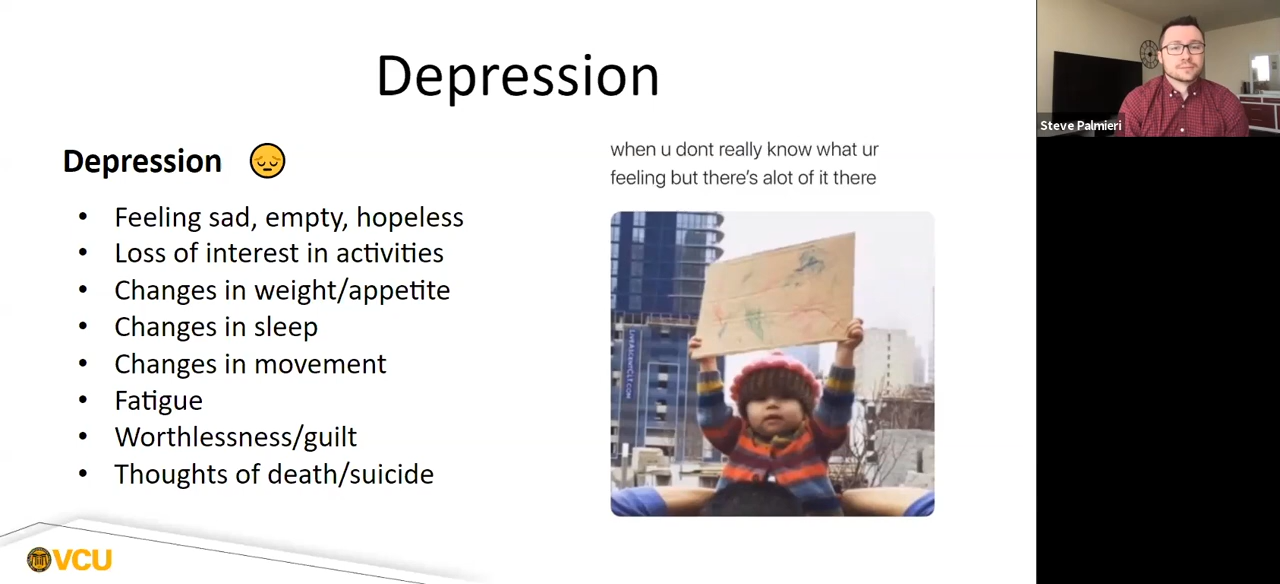 Depression
Steve Palmieri
Depression
• Feeling sad, empty, hopeless
• Loss of interest in activities
• Changes in weight/appetite
• Changes in sleep
• Changes in movement
• Fatigue
• Worthlessness/guilt
• Thoughts of death/suicide
when u dont really know what ur
feeling but there's alot of it there
LIVEASCENTCLT.COM
VCU